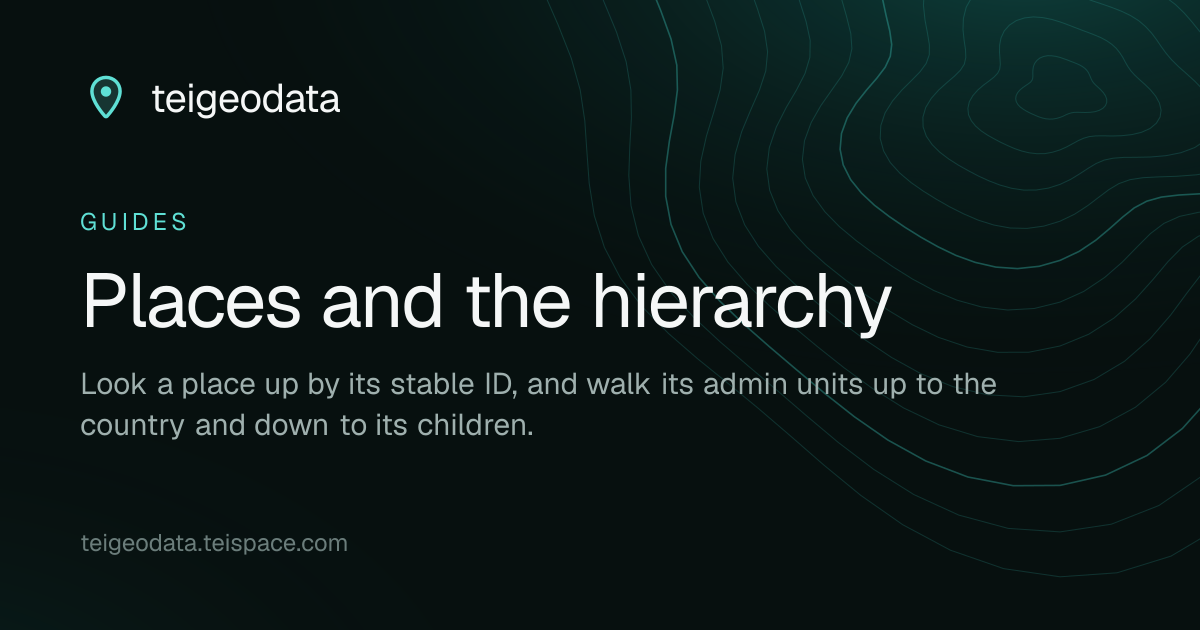 teigeodata
GUIDES
Places and the hierarchy
Look a place up by its stable ID, and walk its admin units up to the
country and down to its children.
teigeodata.teispace.com